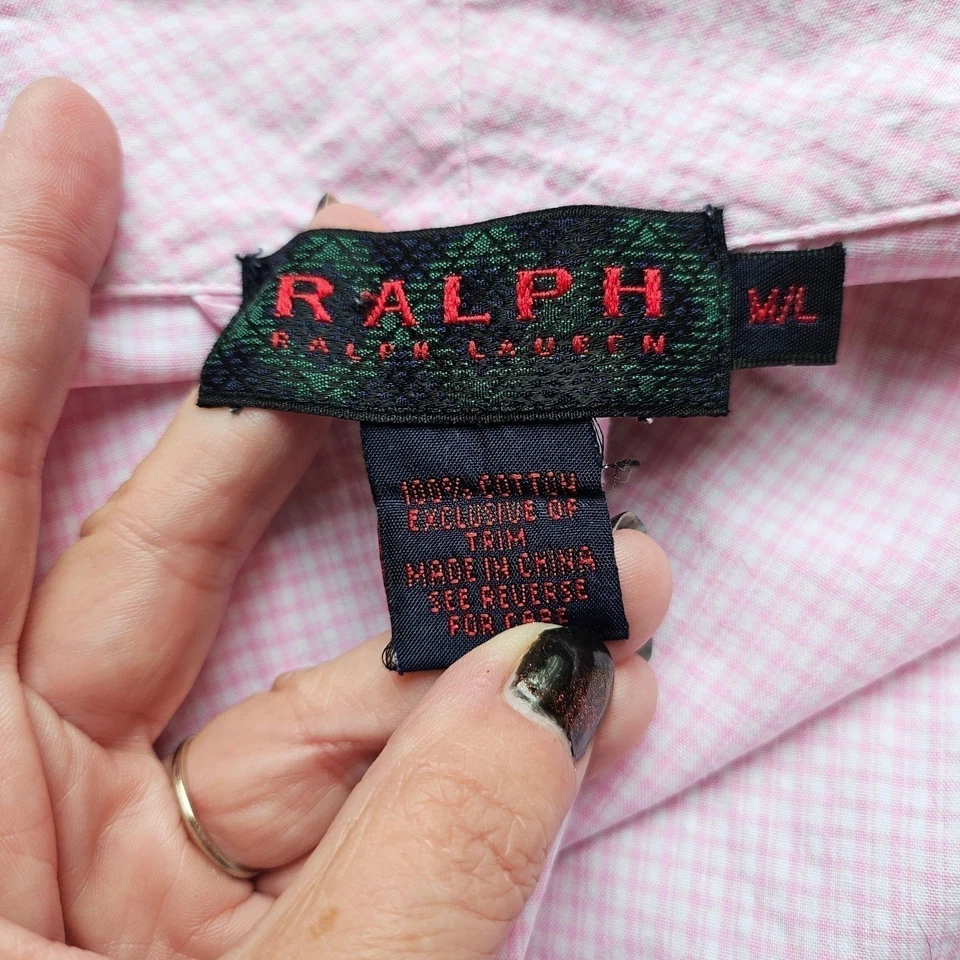 RALPH
RALPH LAUREN
M/L
100% COTTON
EXCLUSIVE OF
TRIM
MADE IN CHINA
SEE REVERSE
FOR CARE